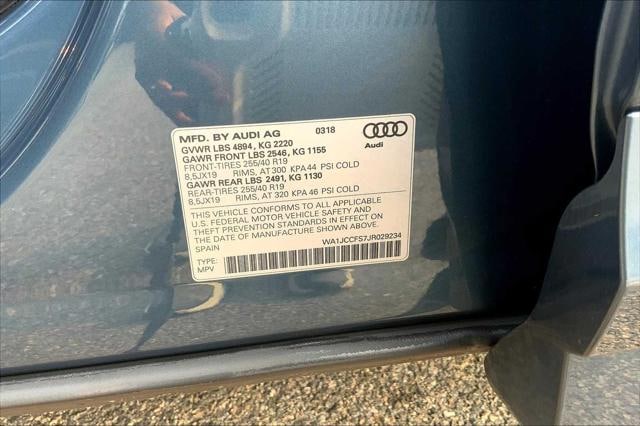 MFD. BY AUDI AG 0318
GVWR LBS 4894, KG 2220
GAWR FRONT LBS 2546, KG 1155
FRONT-TIRES 255/40 R19
8,5JX19 RIMS, AT 300 KPA 44 PSI COLD
GAWR REAR LBS 2491, KG 1130
REAR-TIRES 255/40 R19
8,5JX19 RIMS, AT 320 KPA 46 PSI COLD
Audi
THIS VEHICLE CONFORMS TO ALL APPLICABLE
U.S. FEDERAL MOTOR VEHICLE SAFETY AND
THEFT PREVENTION STANDARDS IN EFFECT ON
THE DATE OF MANUFACTURE SHOWN ABOVE.
SPAIN
WA1JCCFS7JR029234
TYPE:
MPV